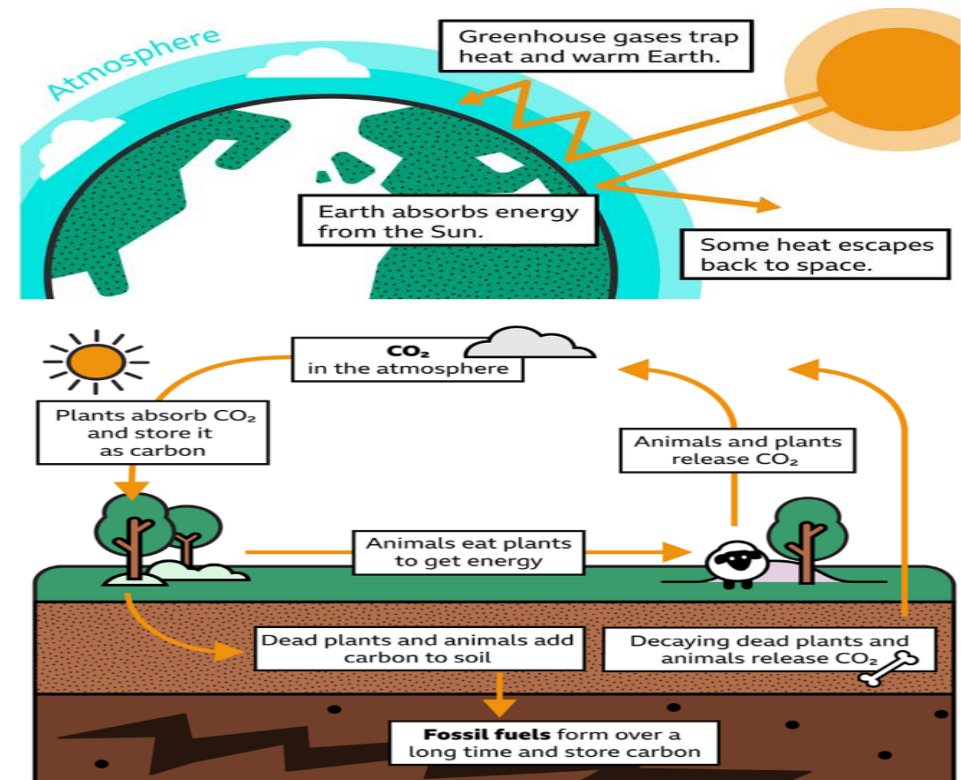 Atmosphere
Greenhouse gases trap
heat and warm Earth.
Earth absorbs energy
from the Sun.
Some heat escapes
back to space.
CO₂
in the atmosphere
Plants absorb CO₂
and store it
as carbon
Animals and plants
release CO₂
Animals eat plants
to get energy
Dead plants and animals add
carbon to soil
Decaying dead plants and
animals release CO₂
Fossil fuels form over a
long time and store carbon